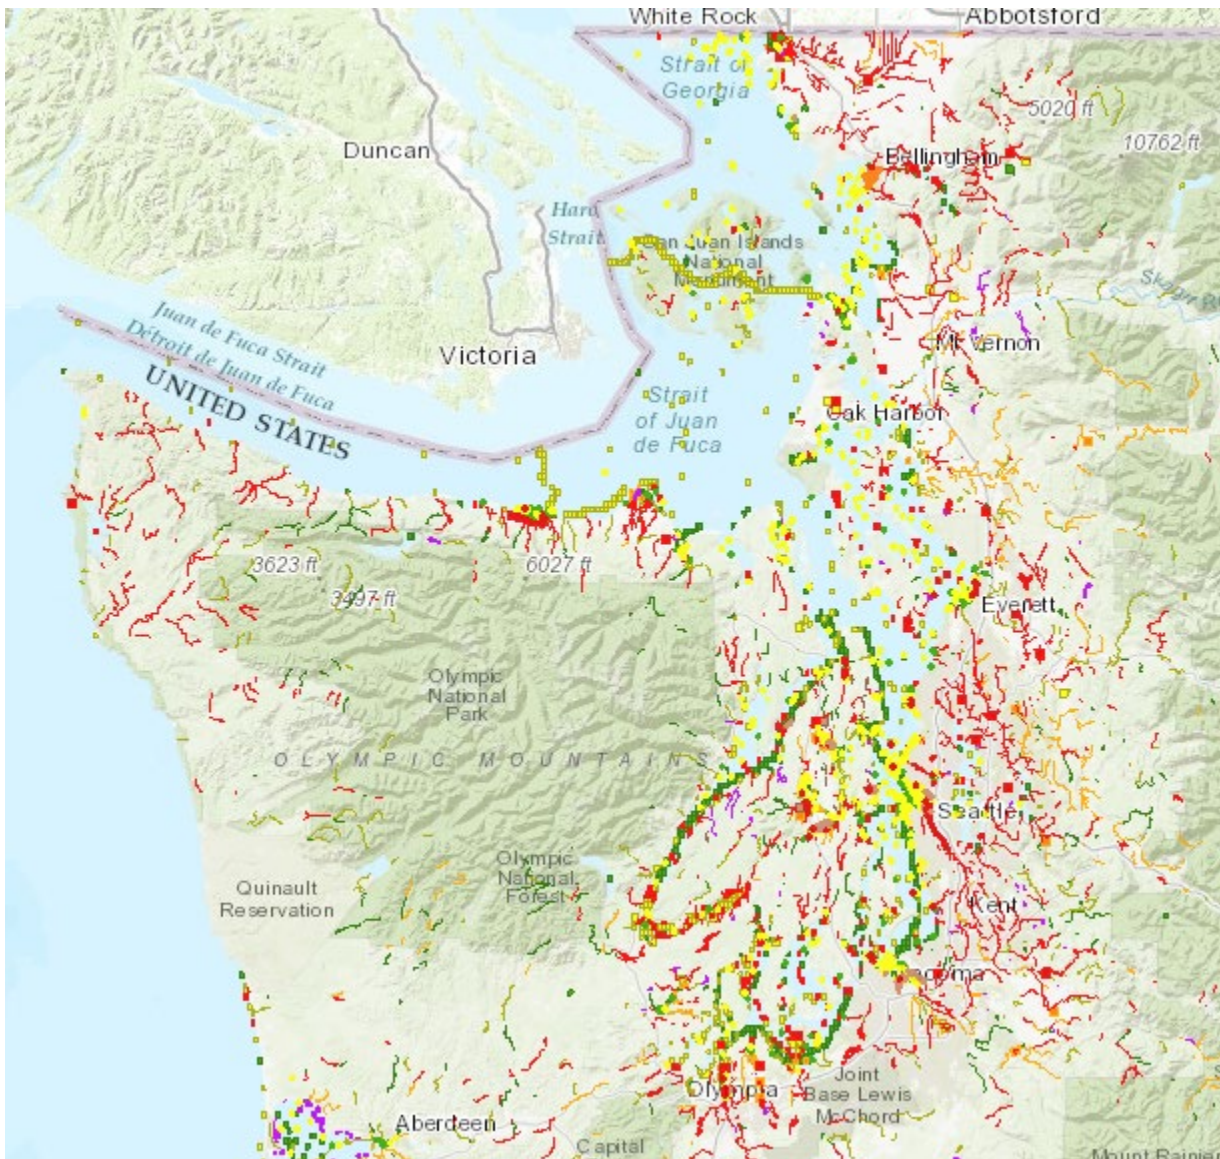 White Rock
Abbotsford
Strait of
Georgia
5020 ft
10762 ft
Duncan
Bellingham
Haro
Strait
San Juan Islands
National
Monument
Skagit
Juan de Fuca Strait
Détroit de Juan de Fuca
Victoria
Mt Vernon
UNITED STATES
Strait
of Juan
de Fuca
Oak Harbor
3623 ft
6027 ft
3497 ft
Everett
Olympic
National
Park
OLYMPIC MOUNTAINS
Seattle
Olympic
National
Forest
Quinault
Reservation
Kent
Tacoma
Olympia
Joint
Base Lewis
McChord
Aberdeen
Capital
Mount Rainier